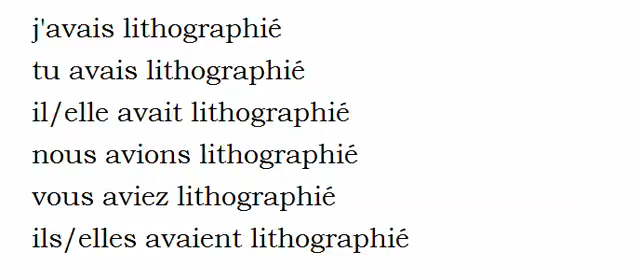 j'avais lithographié
tu avais lithographié
il/elle avait lithographié
nous avions lithographié
vous aviez lithographié
ils/elles avaient lithographié